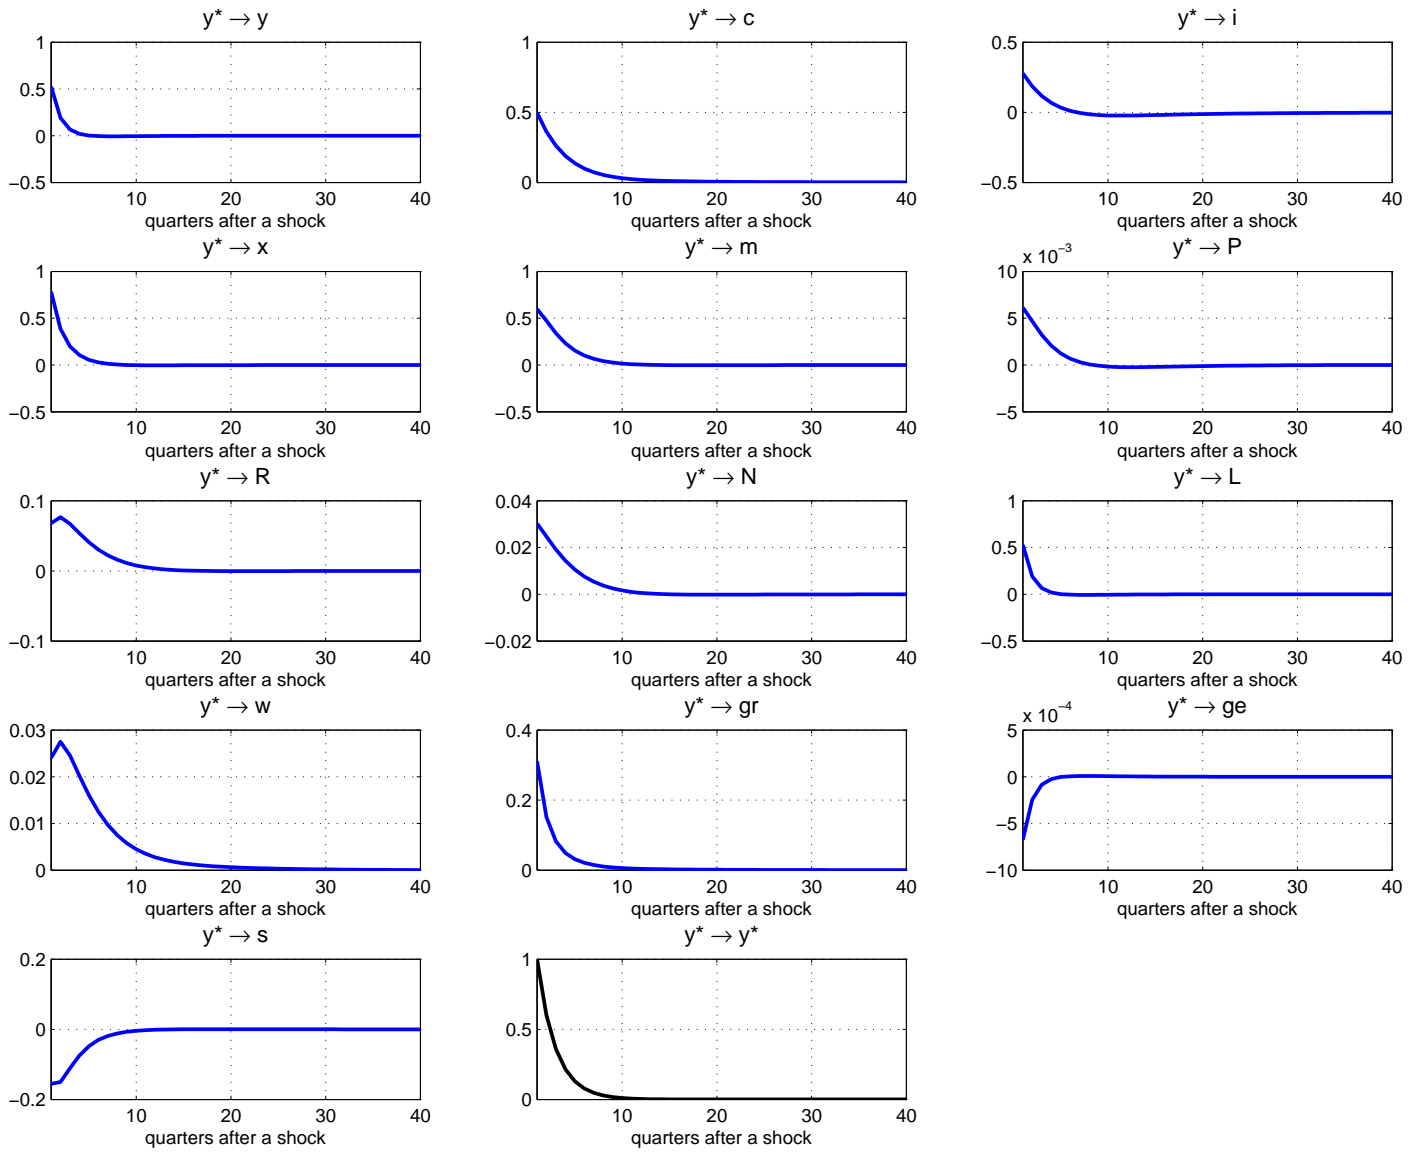 y* → y
y* → c
y* → i
1
0.5
0
−0.5
10 20 30 40
quarters after a shock
1
0.5
0
10 20 30 40
quarters after a shock
0.5
0
−0.5
10 20 30 40
quarters after a shock
y* → x
y* → m
y* → P
1
0.5
0
−0.5
10 20 30 40
quarters after a shock
1
0.5
0
−0.5
10 20 30 40
quarters after a shock
x 10−3
10
5
0
−5
10 20 30 40
quarters after a shock
y* → R
y* → N
y* → L
0.1
0
−0.1
10 20 30 40
quarters after a shock
0.04
0.02
0
−0.02
10 20 30 40
quarters after a shock
1
0.5
0
−0.5
10 20 30 40
quarters after a shock
y* → w
y* → gr
y* → ge
0.03
0.02
0.01
0
10 20 30 40
quarters after a shock
0.4
0.2
0
10 20 30 40
quarters after a shock
x 10−4
5
0
−5
−10
10 20 30 40
quarters after a shock
y* → s
y* → y*
0.2
0
−0.2
10 20 30 40
quarters after a shock
1
0.5
0
10 20 30 40
quarters after a shock